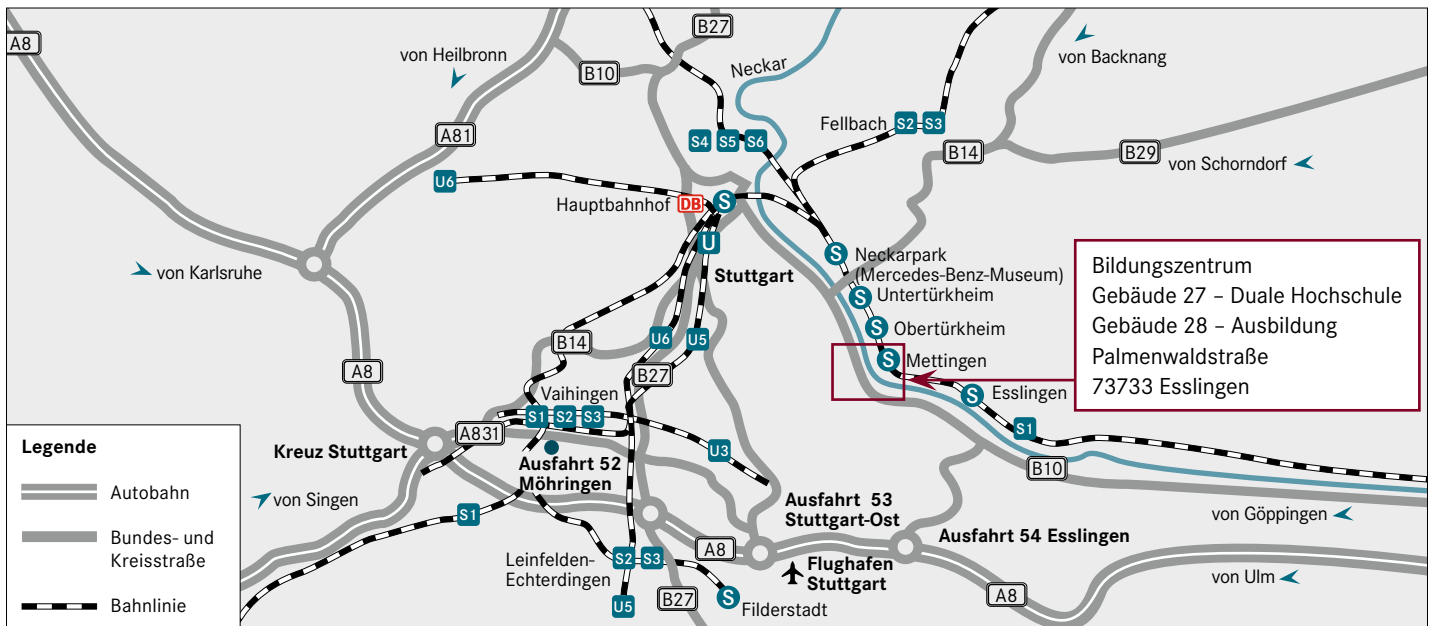 A8
von Heilbronn
B27
B10
Neckar
von Backnang
A81
Fellbach
S2
S3
S4
S5
S6
B14
B29
von Schorndorf
U6
Hauptbahnhof
DB
S
U
Stuttgart
von Karlsruhe
S
Neckarpark
(Mercedes-Benz-Museum)
S
Untertürkheim
S
Obertürkheim
S
Mettingen
S
Esslingen
Bildungszentrum
Gebäude 27 – Duale Hochschule
Gebäude 28 – Ausbildung
Palmenwaldstraße
73733 Esslingen
B14
U6
U5
A8
B27
Vaihingen
S1
S2
S3
S1
A831
Kreuz Stuttgart
U3
Ausfahrt 52
Möhringen
B10
von Singen
S1
Ausfahrt 53
Stuttgart-Ost
von Göppingen
Ausfahrt 54 Esslingen
A8
Leinfelden-
Echterdingen
S2
S3
Flughafen
Stuttgart
von Ulm
A8
U5
B27
S
Filderstadt
Legende
Autobahn
Bundes- und
Kreisstraße
Bahnlinie